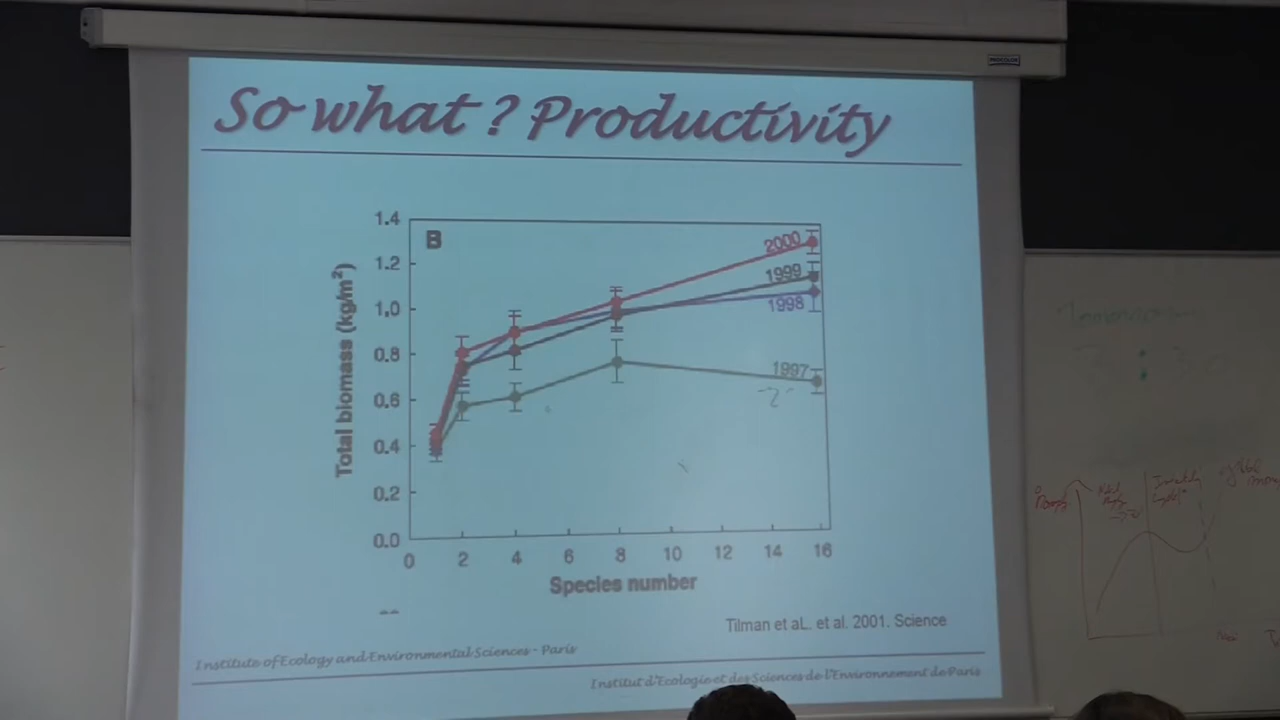 PROCOLOR
So what ? Productivity
1.4
1.2
1.0
0.8
0.6
0.4
0.2
0.0
Total biomass (kg/m²)
B
2000
1999
1998
1997
0 2 4 6 8 10 12 14 16
Species number
Tilman et aL. et al. 2001. Science
Institute of Ecology and Environmental Sciences - Paris
Institut d'Ecologie et des Sciences de l'Environnement de Paris